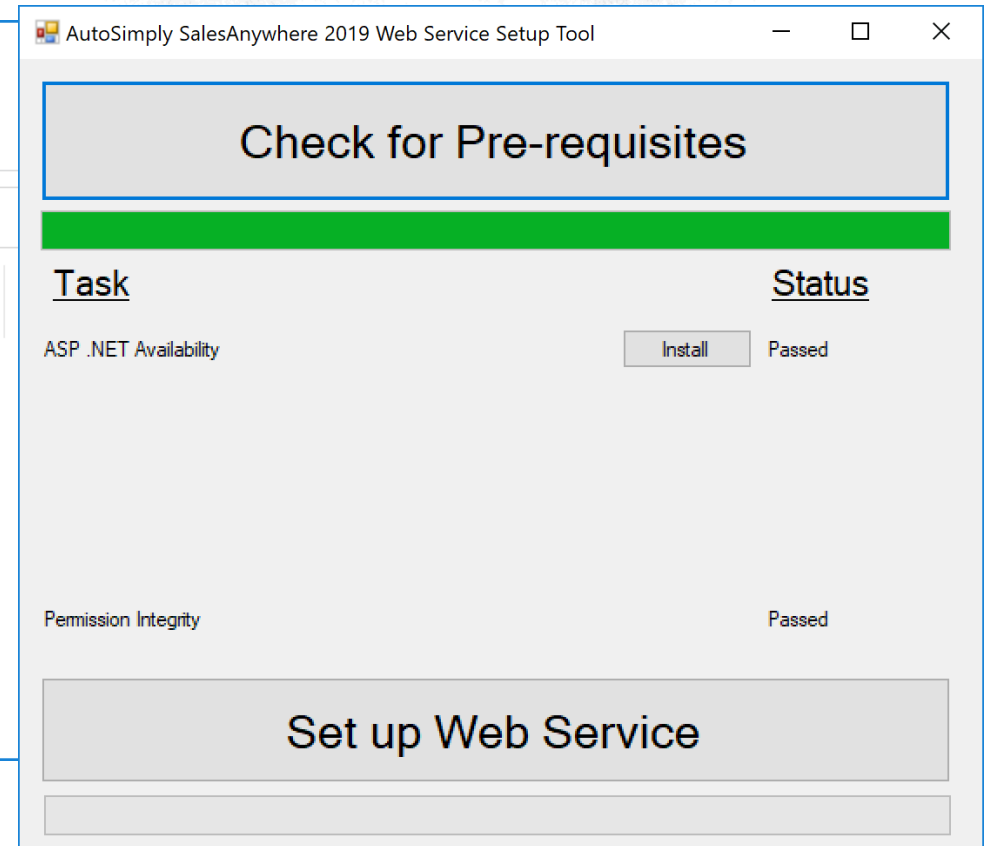 AutoSimply SalesAnywhere 2019 Web Service Setup Tool
Check for Pre-requisites
Task Status
ASP .NET Availability Install Passed
Permission Integrity Passed
Set up Web Service